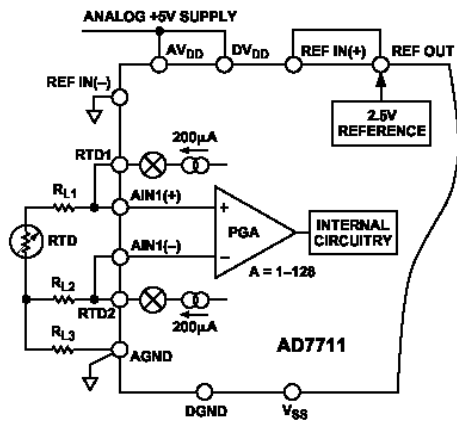 ANALOG +5V SUPPLY
AVDD
DVDD
REF IN(+)
REF OUT
REF IN(–)
2.5V
REFERENCE
RTD1
200µA
RL1
AIN1(+)
+
PGA
INTERNAL
CIRCUITRY
RTD
AIN1(–)
–
A = 1–128
RL2
RTD2
200µA
RL3
AGND
AD7711
DGND
VSS